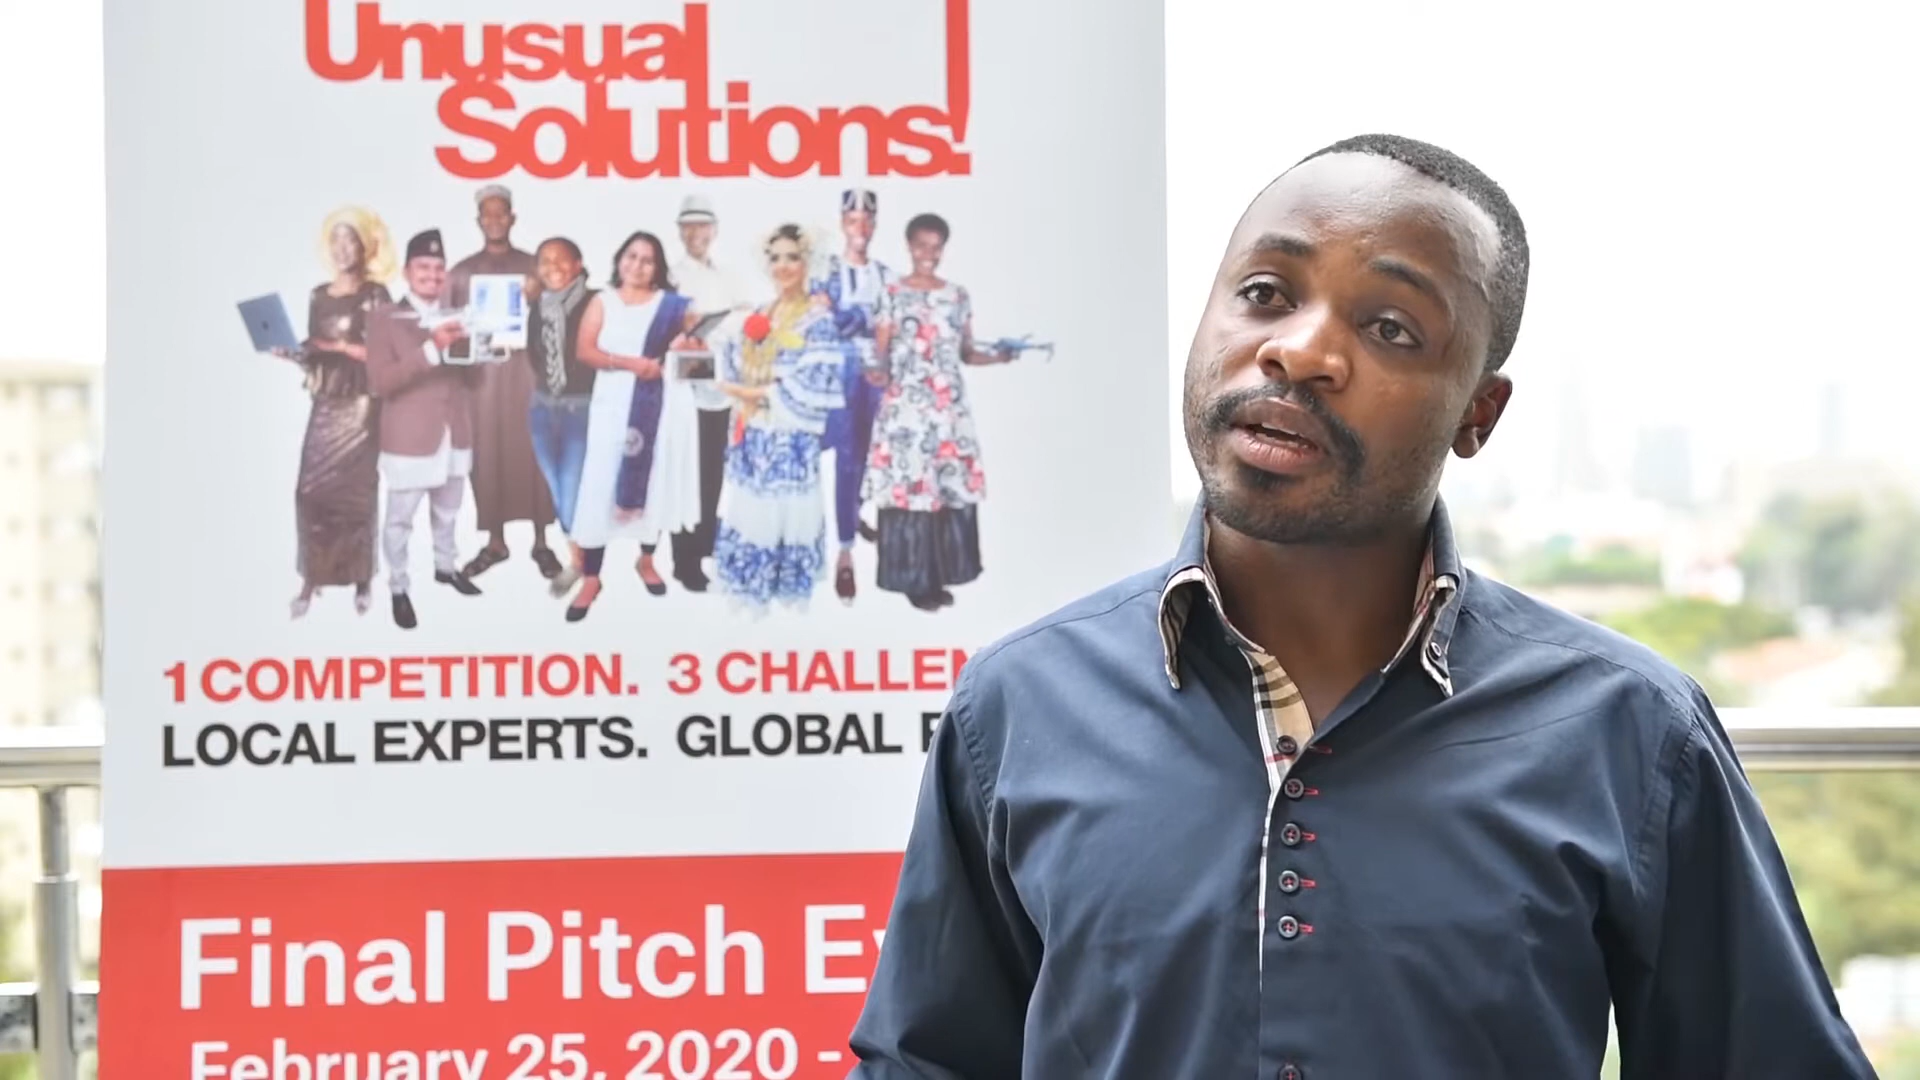 Unusual
Solutions!
1 COMPETITION. 3 CHALLEN
LOCAL EXPERTS. GLOBAL
Final Pitch Ev
February 25, 2020 -